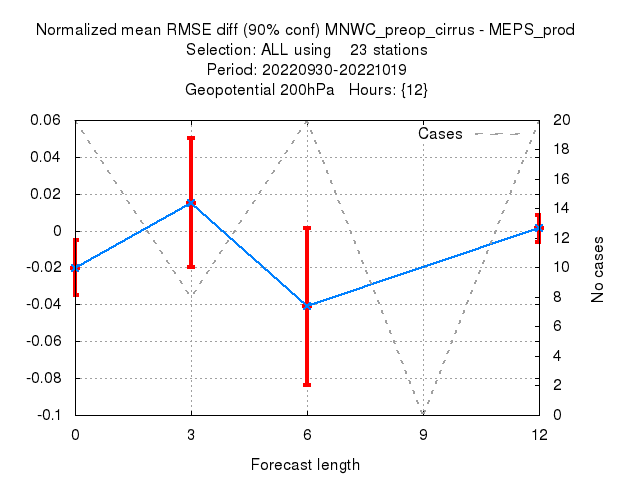 Normalized mean RMSE diff (90% conf) MNWC_preop_cirrus - MEPS_prod
Selection: ALL using 23 stations
Period: 20220930-20221019
Geopotential 200hPa Hours: {12}
Cases
0.06
0.04
0.02
0
-0.02
-0.04
-0.06
-0.08
-0.1
20
18
16
14
12
10
8
6
4
2
0
No cases
0 3 6 9 12
Forecast length